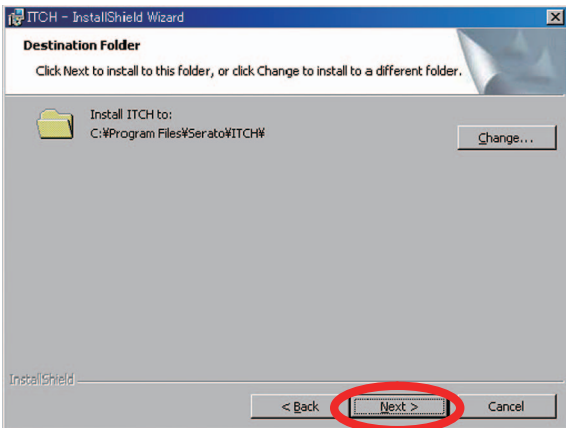 ITCH - InstallShield Wizard
Destination Folder
Click Next to install to this folder, or click Change to install to a different folder.
Install ITCH to:
C:¥Program Files¥Serato¥ITCH¥
Change...
InstallShield
< Back Next > Cancel